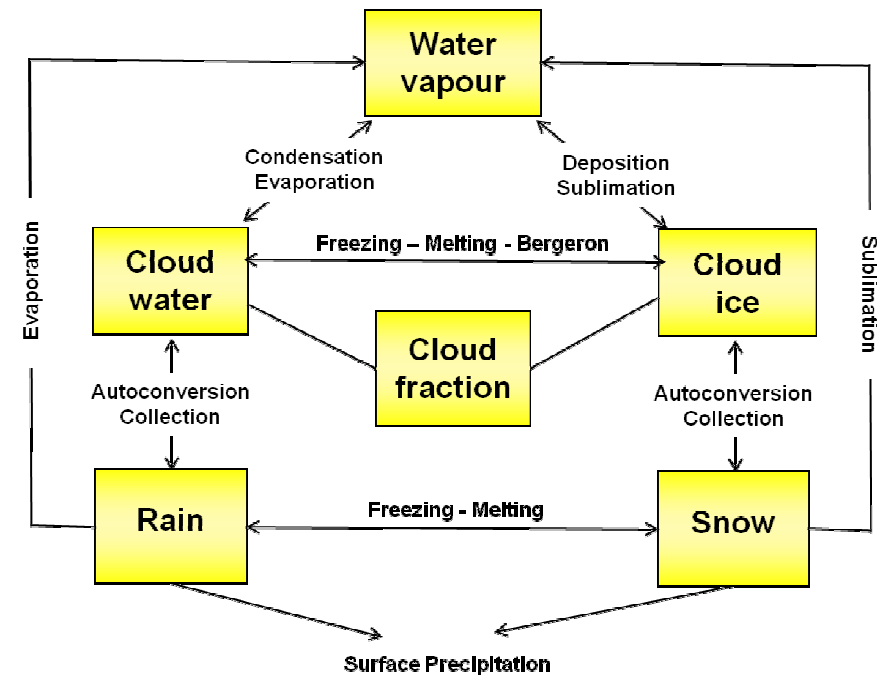 Water
vapour
Condensation
Evaporation
Deposition
Sublimation
Evaporation
Cloud
water
Freezing – Melting - Bergeron
Cloud
ice
Sublimation
Cloud
fraction
Autoconversion
Collection
Autoconversion
Collection
Rain
Freezing - Melting
Snow
Surface Precipitation